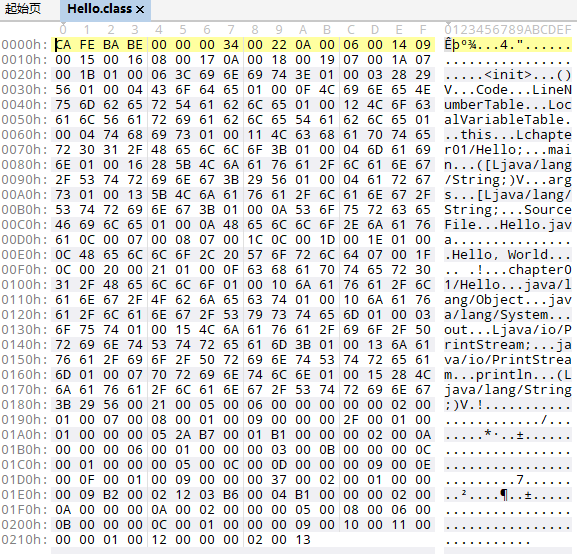 起始页 Hello.class ×
0 1 2 3 4 5 6 7 8 9 A B C D E F 0123456789ABCDEF
0000h: CA FE BA BE 00 00 00 34 00 22 0A 00 06 00 14 09 Êþº¾...4."......
0010h: 00 15 00 16 08 00 17 0A 00 18 00 19 07 00 1A 07 ................
0020h: 00 1B 01 00 06 3C 69 6E 69 74 3E 01 00 03 28 29 .....<init>...()
0030h: 56 01 00 04 43 6F 64 65 01 00 0F 4C 69 6E 65 4E V...Code...LineN
0040h: 75 6D 62 65 72 54 61 62 6C 65 01 00 12 4C 6F 63 umberTable...Loc
0050h: 61 6C 56 61 72 69 61 62 6C 65 54 61 62 6C 65 01 alVariableTable.
0060h: 00 04 74 68 69 73 01 00 11 4C 63 68 61 70 74 65 ..this...Lchapte
0070h: 72 30 31 2F 48 65 6C 6C 6F 3B 01 00 04 6D 61 69 r01/Hello;...mai
0080h: 6E 01 00 16 28 5B 4C 6A 61 76 61 2F 6C 61 6E 67 n...([Ljava/lang
0090h: 2F 53 74 72 69 6E 67 3B 29 56 01 00 04 61 72 67 /String;)V...arg
00A0h: 73 01 00 13 5B 4C 6A 61 76 61 2F 6C 61 6E 67 2F s...[Ljava/lang/
00B0h: 53 74 72 69 6E 67 3B 01 00 0A 53 6F 75 72 63 65 String;...Source
00C0h: 46 69 6C 65 01 00 0A 48 65 6C 6C 6F 2E 6A 61 76 File...Hello.jav
00D0h: 61 0C 00 07 00 08 07 00 1C 0C 00 1D 00 1E 01 00 a...............
00E0h: 0C 48 65 6C 6C 6F 2C 20 57 6F 72 6C 64 07 00 1F .Hello, World...
00F0h: 0C 00 20 00 21 01 00 0F 63 68 61 70 74 65 72 30 .. .!...chapter0
0100h: 31 2F 48 65 6C 6C 6F 01 00 10 6A 61 76 61 2F 6C 1/Hello...java/l
0110h: 61 6E 67 2F 4F 62 6A 65 63 74 01 00 10 6A 61 76 ang/Object...jav
0120h: 61 2F 6C 61 6E 67 2F 53 79 73 74 65 6D 01 00 03 a/lang/System...
0130h: 6F 75 74 01 00 15 4C 6A 61 76 61 2F 69 6F 2F 50 out...Ljava/io/P
0140h: 72 69 6E 74 53 74 72 65 61 6D 3B 01 00 13 6A 61 rintStream;...ja
0150h: 76 61 2F 69 6F 2F 50 72 69 6E 74 53 74 72 65 61 va/io/PrintStrea
0160h: 6D 01 00 07 70 72 69 6E 74 6C 6E 01 00 15 28 4C m...println...(L
0170h: 6A 61 76 61 2F 6C 61 6E 67 2F 53 74 72 69 6E 67 java/lang/String
0180h: 3B 29 56 00 21 00 05 00 06 00 00 00 00 00 02 00 ;)V.!...........
0190h: 01 00 07 00 08 00 01 00 09 00 00 00 2F 00 01 00 ............/...
01A0h: 01 00 00 00 05 2A B7 00 01 B1 00 00 00 02 00 0A .....*·..±......
01B0h: 00 00 00 06 00 01 00 00 00 03 00 0B 00 00 00 0C ................
01C0h: 00 01 00 00 00 05 00 0C 00 0D 00 00 00 09 00 0E ................
01D0h: 00 0F 00 01 00 09 00 00 00 37 00 02 00 01 00 00 .........7......
01E0h: 00 09 B2 00 02 12 03 B6 00 04 B1 00 00 00 02 00 ..²....¶..±.....
01F0h: 0A 00 00 00 0A 00 02 00 00 00 05 00 08 00 06 00 ................
0200h: 0B 00 00 00 0C 00 01 00 00 00 09 00 10 00 11 00 ................
0210h: 00 00 01 00 12 00 00 00 02 00 13 ...........